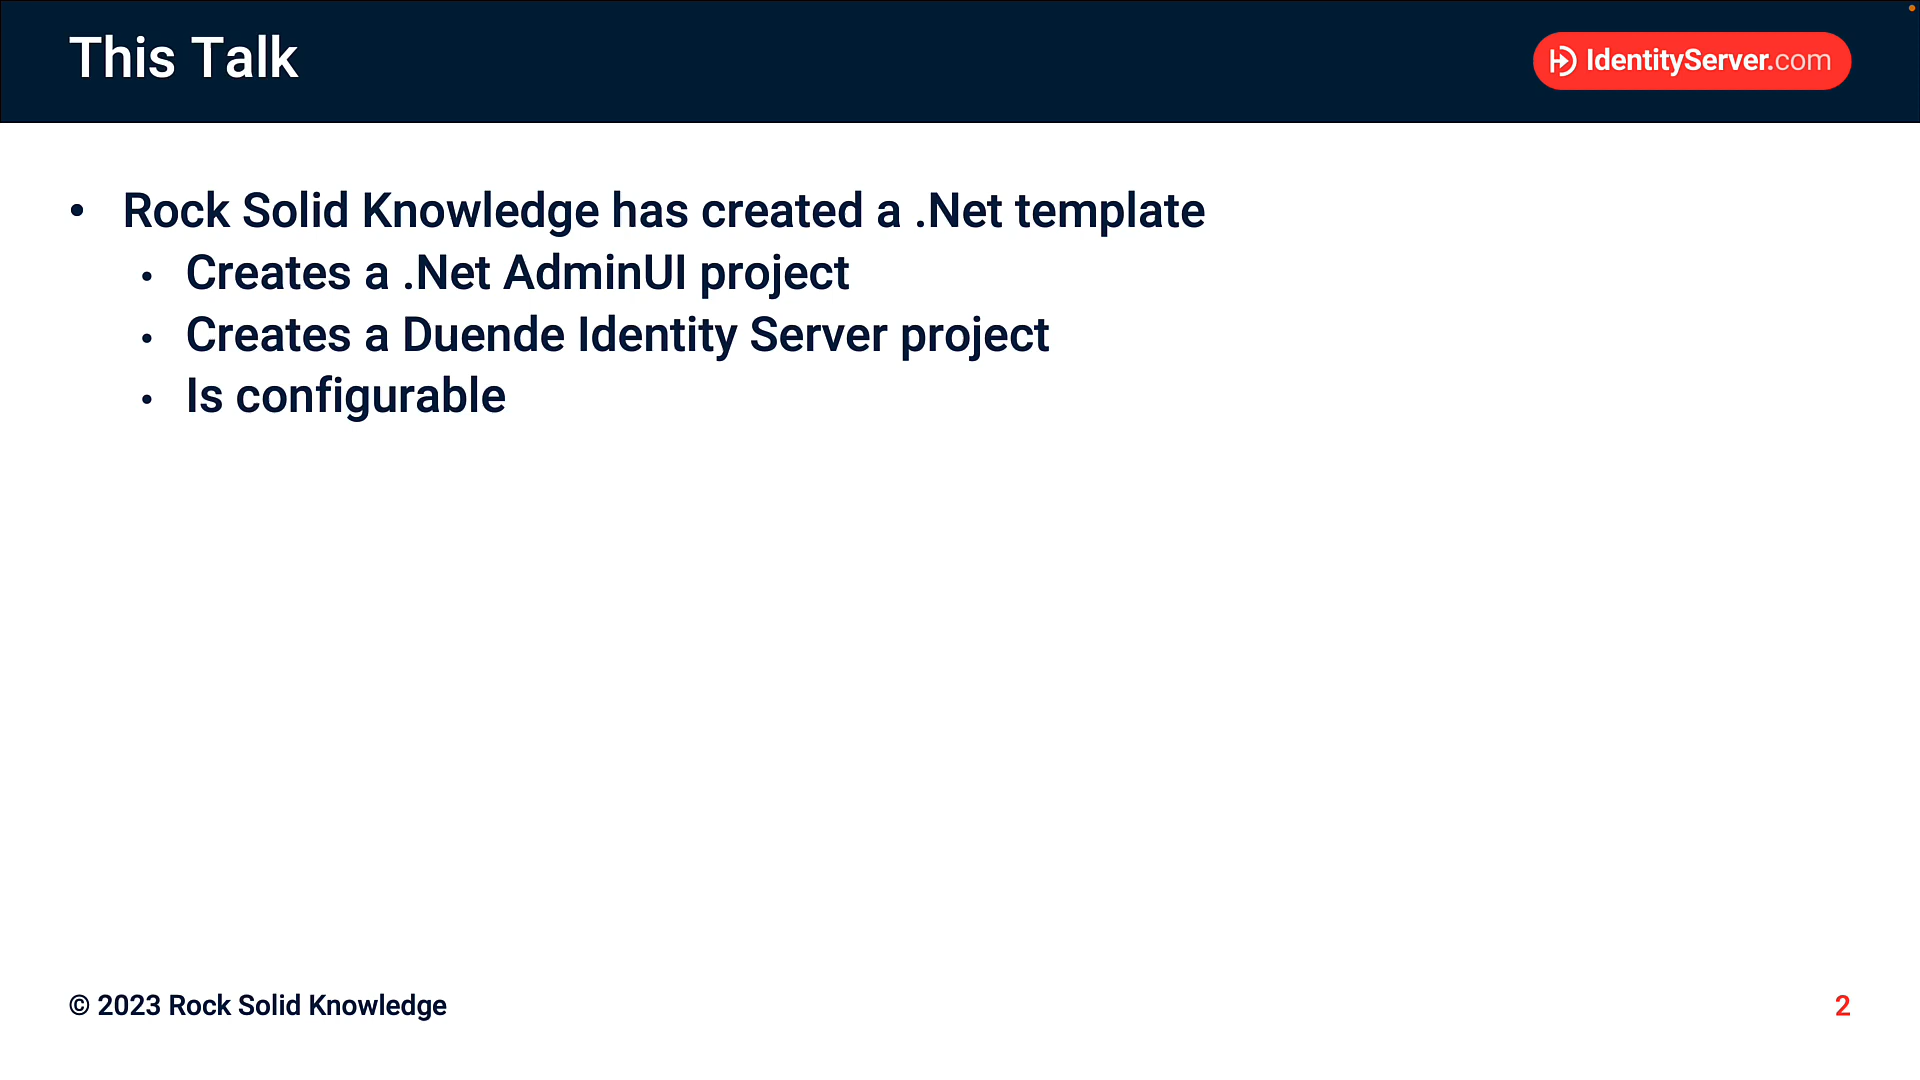 This Talk
IdentityServer.com
• Rock Solid Knowledge has created a .Net template
• Creates a .Net AdminUI project
• Creates a Duende Identity Server project
• Is configurable
© 2023 Rock Solid Knowledge
2